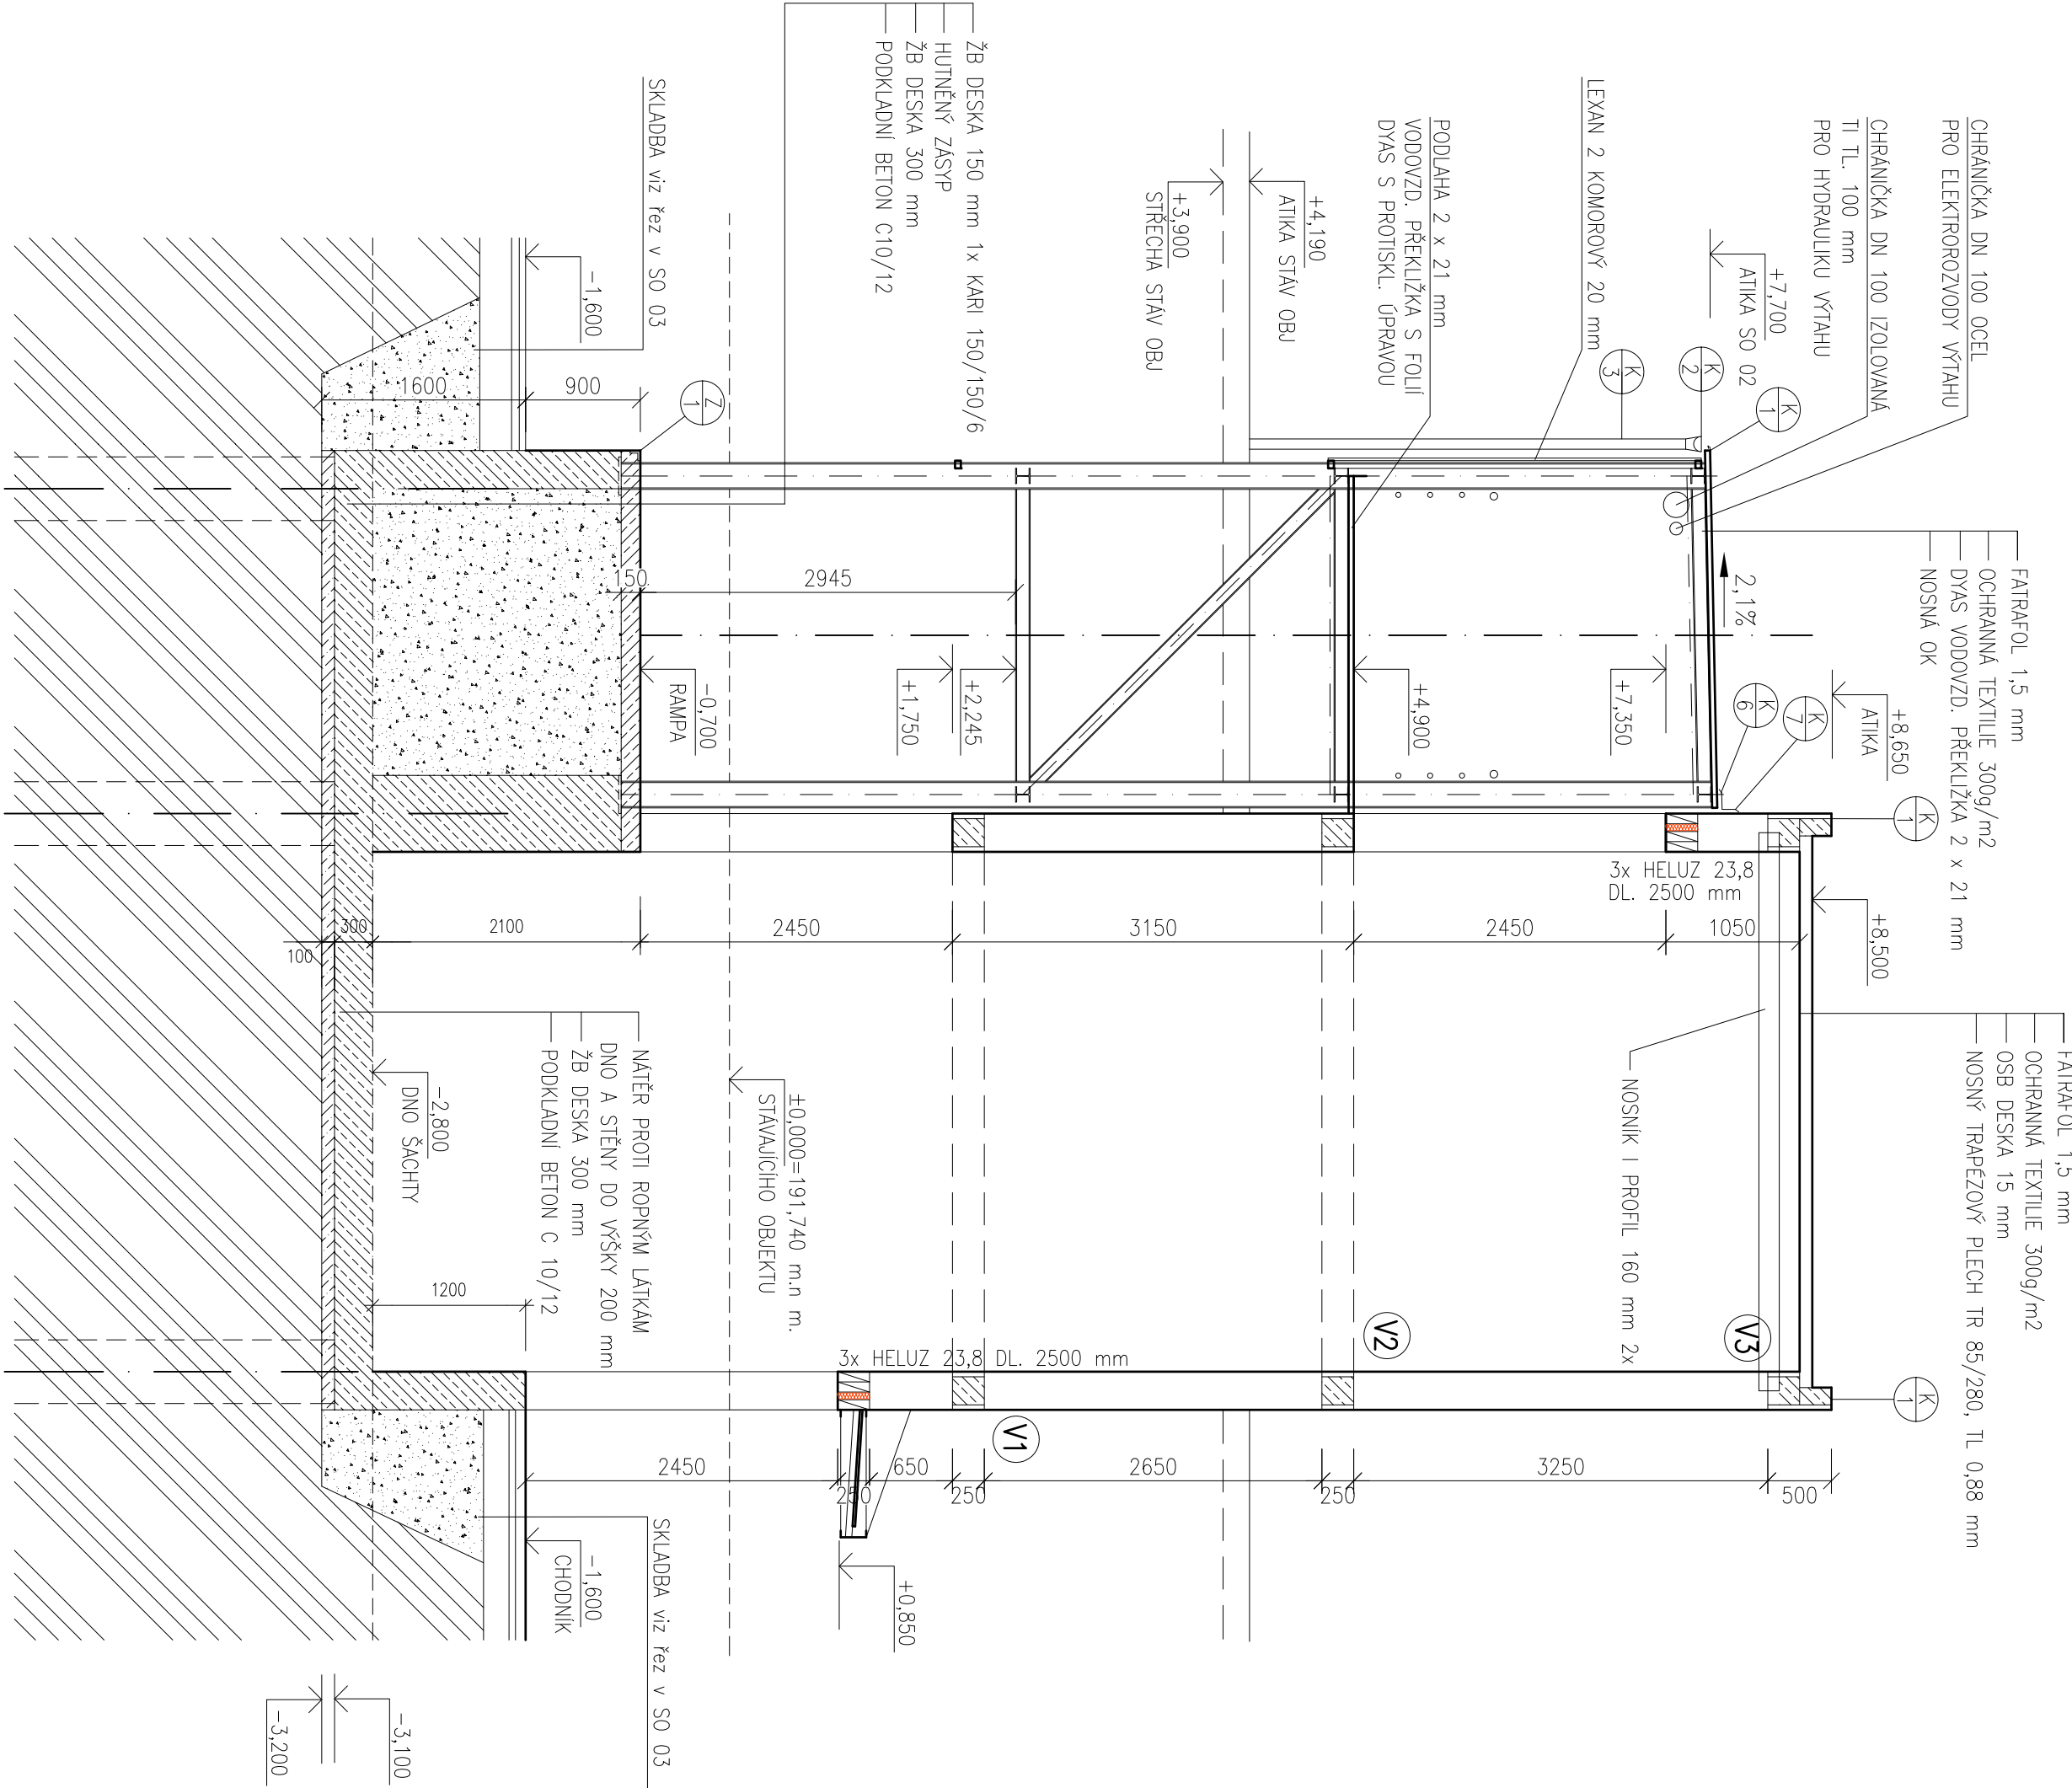 CHRÁNIČKA DN 100 OCEL
PRO ELEKTROROZVODY VÝTAHU
CHRÁNIČKA DN 100 IZOLOVANÁ
TI TL. 100 mm
PRO HYDRAULIKU VÝTAHU
+7,700
ATIKA SO 02
LEXAN 2 KOMOROVÝ 20 mm
PODLAHA 2 x 21 mm
VODOVZD. PŘEKLIŽKA S FOLIÍ
DYAS S PROTISKL. ÚPRAVOU
+4,190
ATIKA STÁV OBJ
+3,900
STŘECHA STÁV OBJ
ŽB DESKA 150 mm 1x KARI 150/150/6
HUTNĚNÝ ZÁSYP
ŽB DESKA 300 mm
PODKLADNÍ BETON C10/12
SKLADBA viz řez v SO 03
-1,600
K
1
K
2
K
3
Z
1
1600
900
FATRAFOL 1,5 mm
OCHRANNÁ TEXTILIE 300g/m2
DYAS VODOVZD. PŘEKLIŽKA 2 x 21 mm
NOSNÁ OK
2,1%
150
2945
+8,650
ATIKA
K
7
K
6
+7,350
+4,900
+2,245
+1,750
-0,700
RAMPA
K
1
3x HELUZ 23,8
DL. 2500 mm
+8,500
100
300
2100
2450
3150
2450
1050
FATRAFOL 1,5 mm
OCHRANNÁ TEXTILIE 300g/m2
OSB DESKA 15 mm
NOSNÝ TRAPÉZOVÝ PLECH TR 85/280, TL 0,88 mm
NOSNÍK I PROFIL 160 mm 2x
±0,000=191,740 m.n m.
STÁVAJÍCÍHO OBJEKTU
NÁTĚR PROTI ROPNÝM LÁTKÁM
DNO A STĚNY DO VÝŠKY 200 mm
ŽB DESKA 300 mm
PODKLADNÍ BETON C 10/12
-2,800
DNO ŠACHTY
1200
V3
V2
V1
3x HELUZ 23,8 DL. 2500 mm
K
1
2450
250
650
250
2650
250
3250
500
+0,850
-1,600
CHODNÍK
SKLADBA viz řez v SO 03
-3,100
-3,200